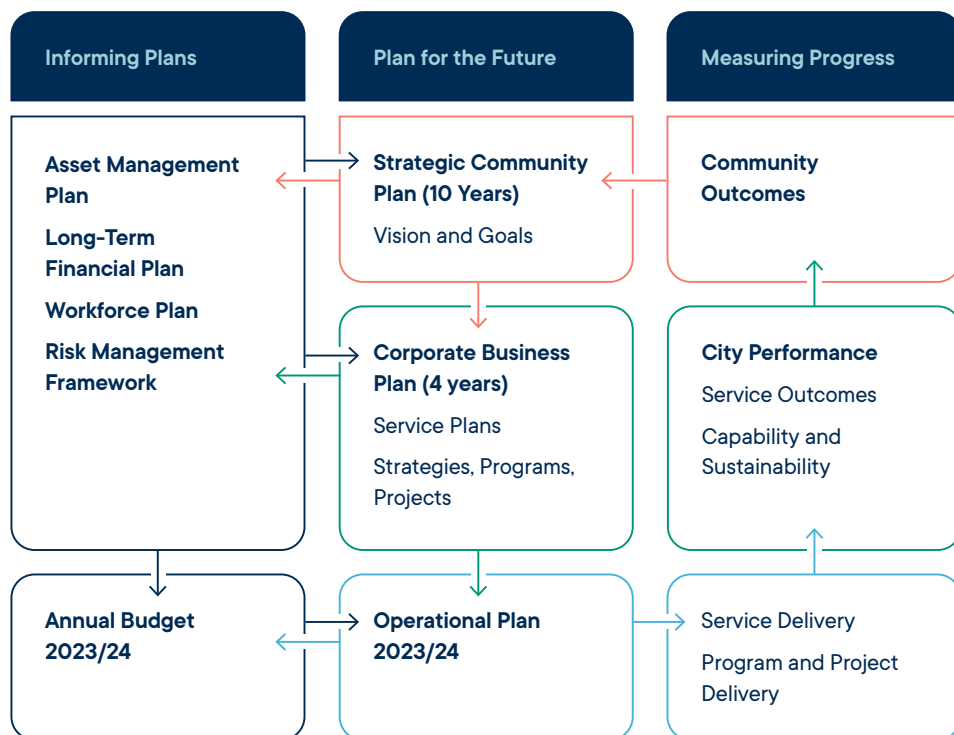 Informing Plans
Plan for the Future
Measuring Progress
Asset Management
Plan
Long-Term
Financial Plan
Workforce Plan
Risk Management
Framework
Strategic Community
Plan (10 Years)
Vision and Goals
Community
Outcomes
Corporate Business
Plan (4 years)
Service Plans
Strategies, Programs,
Projects
City Performance
Service Outcomes
Capability and
Sustainability
Annual Budget
2023/24
Operational Plan
2023/24
Service Delivery
Program and Project
Delivery